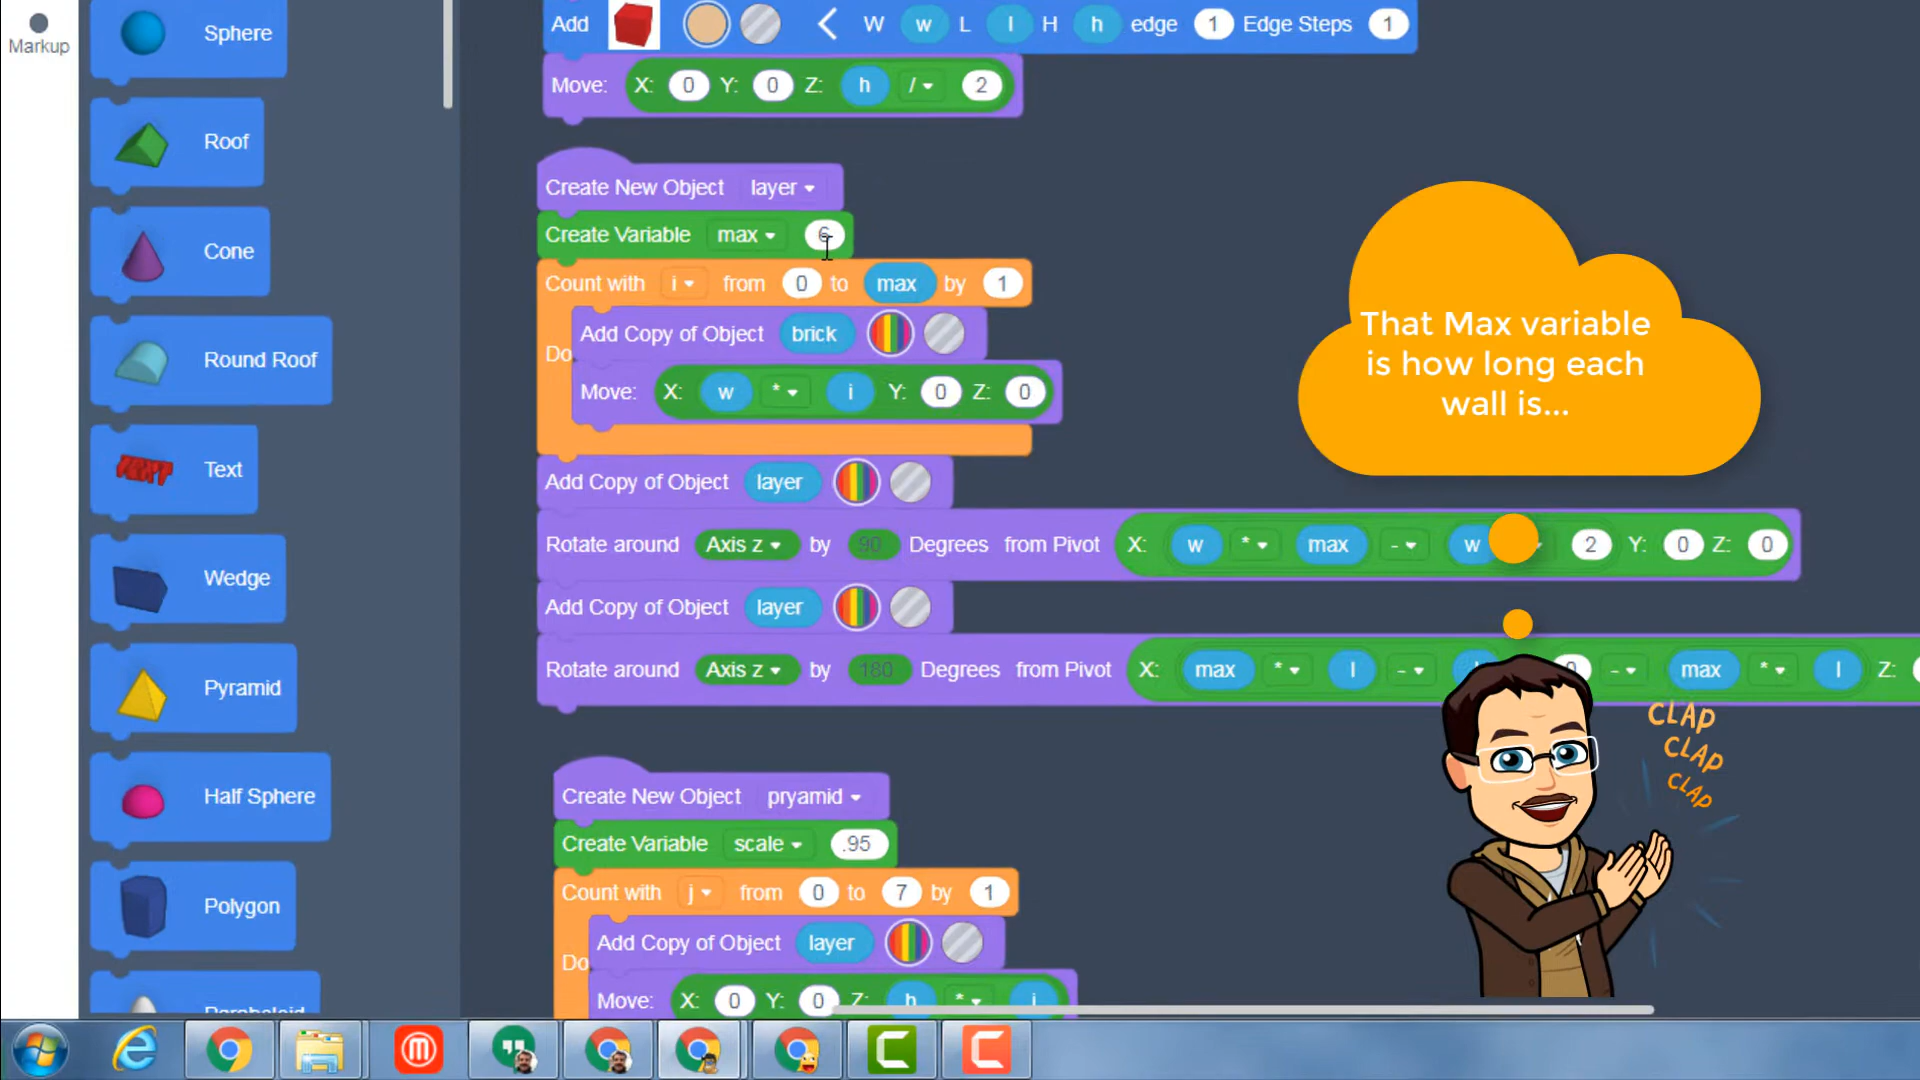 Markup
Sphere
Roof
Cone
Round Roof
Text
Wedge
Pyramid
Half Sphere
Polygon
Paraboloid
Add W w L l H h edge 1 Edge Steps 1
Move: X: 0 Y: 0 Z: h / 2
Create New Object layer
Create Variable max 6
Count with i from 0 to max by 1
Do
Add Copy of Object brick
Move: X: w * i Y: 0 Z: 0
Add Copy of Object layer
Rotate around Axis z by 90 Degrees from Pivot X: w * max - w 2 Y: 0 Z: 0
Add Copy of Object layer
Rotate around Axis z by 180 Degrees from Pivot X: max * l - - max * l Z:
Create New Object pryamid
Create Variable scale .95
Count with j from 0 to 7 by 1
Do
Add Copy of Object layer
Move: X: 0 Y: 0 Z: h * j
That Max variable
is how long each
wall is...
CLAP
CLAP
CLAP